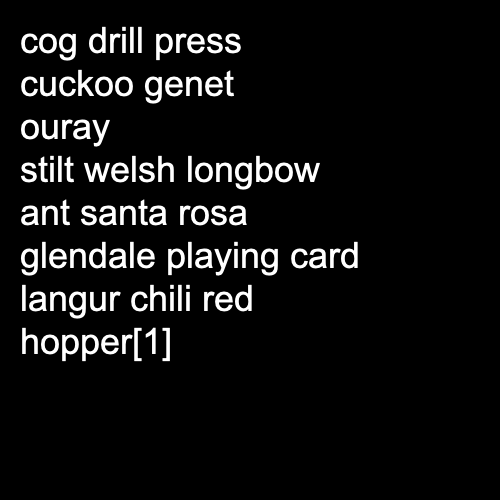 cog drill press
cuckoo genet
ouray
stilt welsh longbow
ant santa rosa
glendale playing card
langur chili red
hopper[1]